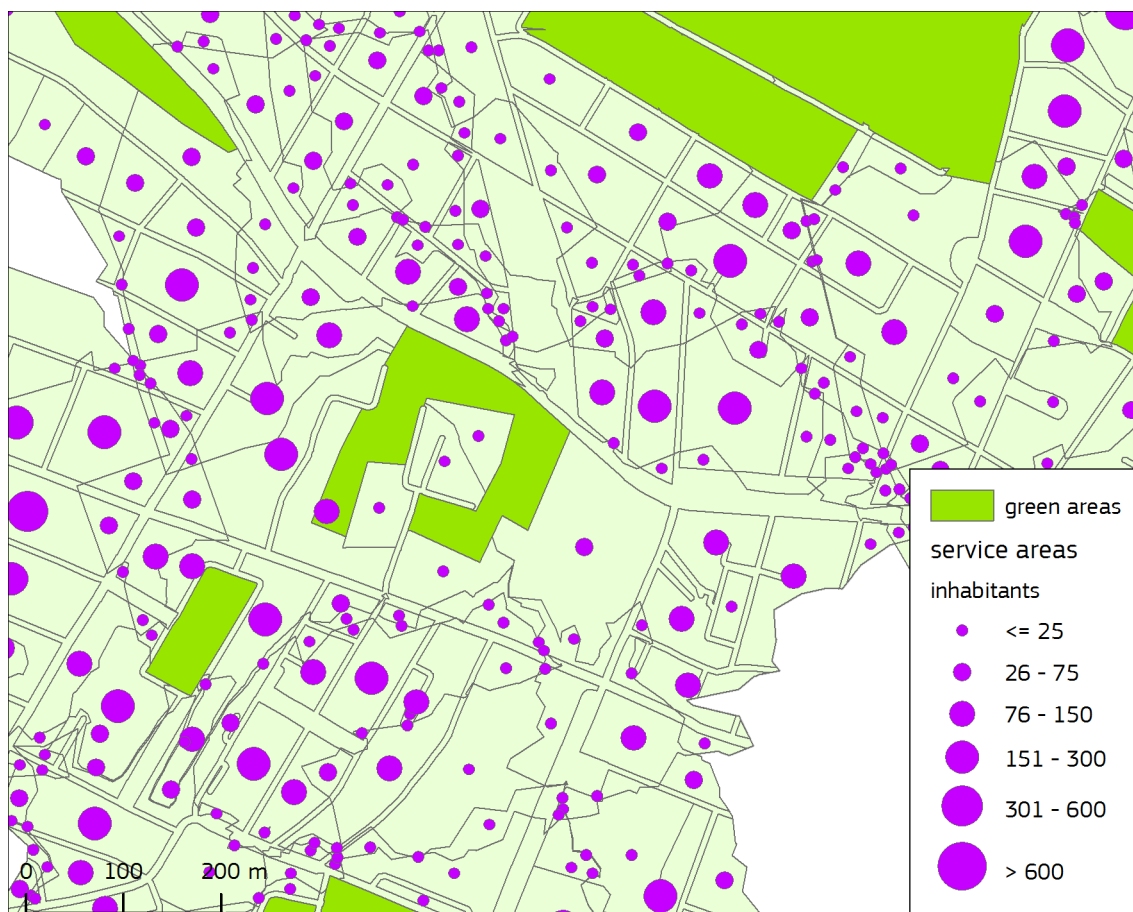 green areas
service areas
inhabitants
<= 25
26 - 75
76 - 150
151 - 300
301 - 600
> 600
0 100 200 m